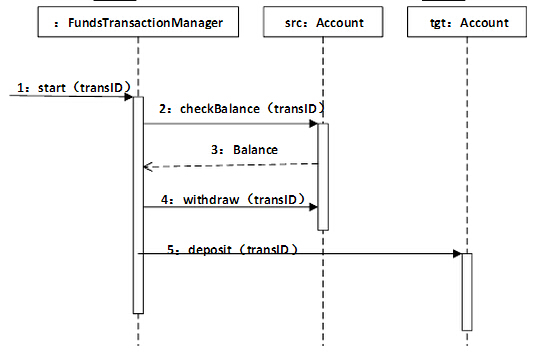 ：FundsTransactionManager
src：Account
tgt：Account
1：start（transID）
2：checkBalance（transID）
3：Balance
4：withdraw（transID）
5：deposit（transID）